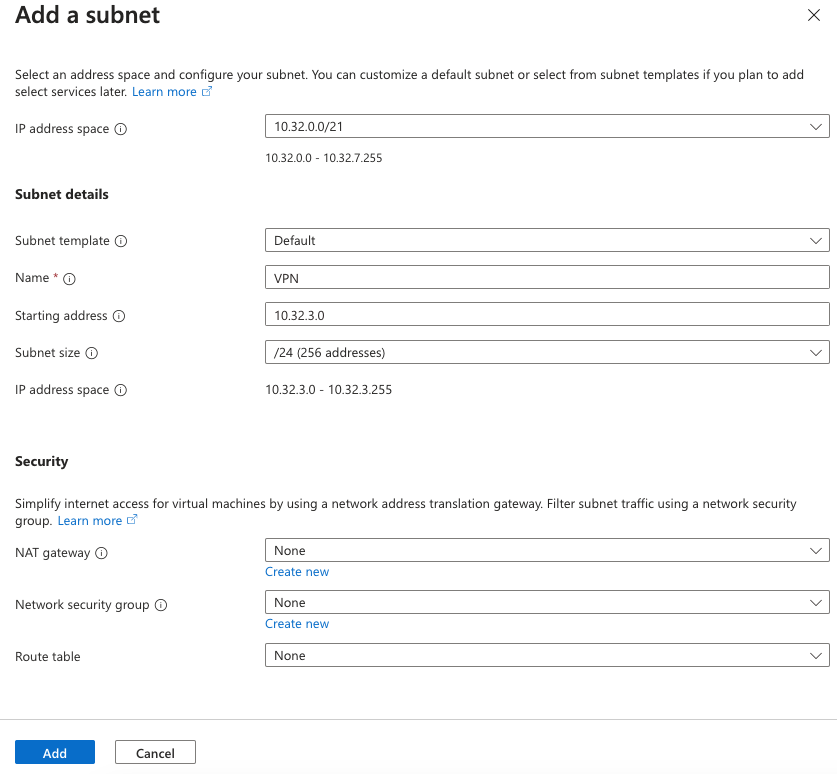 Add a subnet
Select an address space and configure your subnet. You can customize a default subnet or select from subnet templates if you plan to add
select services later. Learn more
IP address space
10.32.0.0/21
10.32.0.0 - 10.32.7.255
Subnet details
Subnet template
Default
Name *
VPN
Starting address
10.32.3.0
Subnet size
/24 (256 addresses)
IP address space
10.32.3.0 - 10.32.3.255
Security
Simplify internet access for virtual machines by using a network address translation gateway. Filter subnet traffic using a network security
group. Learn more
NAT gateway
None
Create new
Network security group
None
Create new
Route table
None
Add
Cancel